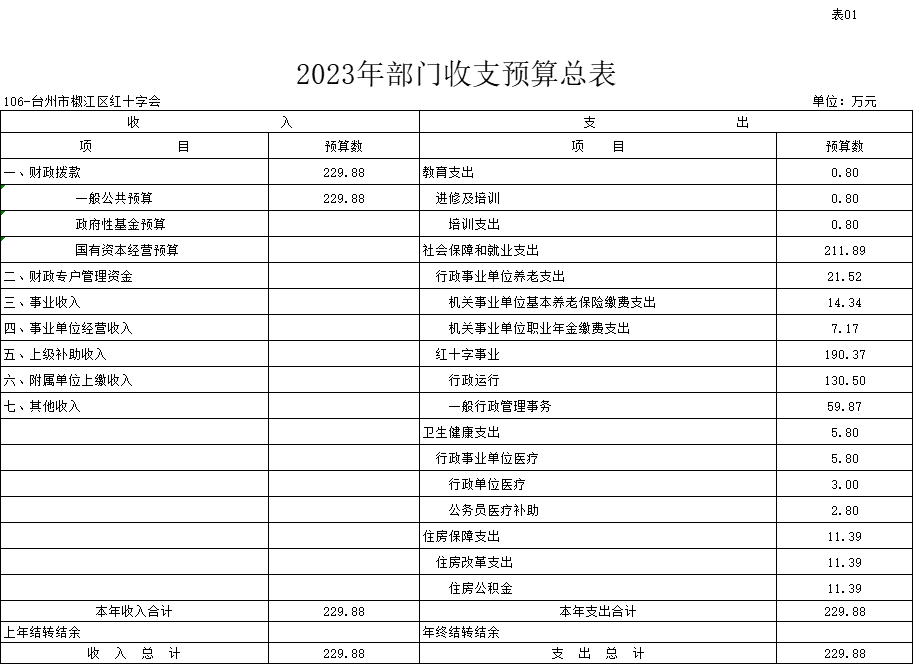 表01
2023年部门收支预算总表
106-台州市椒江区红十字会 单位：万元
收 入 支 出
项 目 预算数 项 目 预算数
一、财政拨款 229.88 教育支出 0.80
一般公共预算 229.88 进修及培训 0.80
政府性基金预算 培训支出 0.80
国有资本经营预算 社会保障和就业支出 211.89
二、财政专户管理资金 行政事业单位养老支出 21.52
三、事业收入 机关事业单位基本养老保险缴费支出 14.34
四、事业单位经营收入 机关事业单位职业年金缴费支出 7.17
五、上级补助收入 红十字事业 190.37
六、附属单位上缴收入 行政运行 130.50
七、其他收入 一般行政管理事务 59.87
卫生健康支出 5.80
行政事业单位医疗 5.80
行政单位医疗 3.00
公务员医疗补助 2.80
住房保障支出 11.39
住房改革支出 11.39
住房公积金 11.39
本年收入合计 229.88 本年支出合计 229.88
上年结转结余 年终结转结余
收 入 总 计 229.88 支 出 总 计 229.88